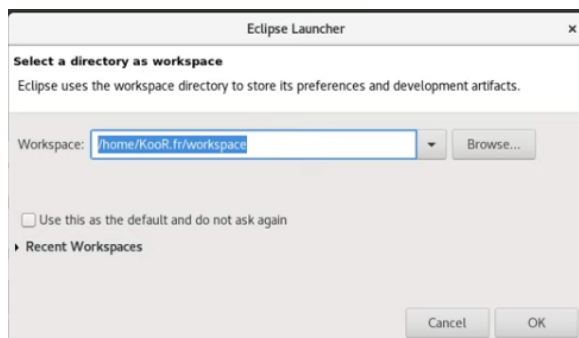 Eclipse Launcher
Select a directory as workspace
Eclipse uses the workspace directory to store its preferences and development artifacts.
Workspace: /home/KooR.fr/workspace Browse...
Use this as the default and do not ask again
Recent Workspaces
Cancel OK